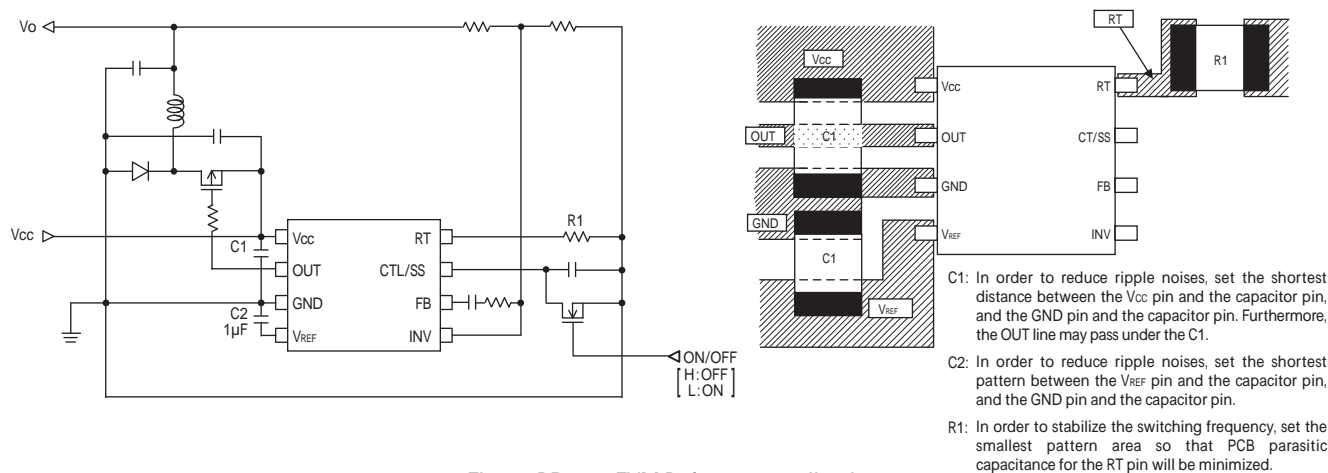 Vo
Vcc
C1
C2
1µF
Vcc
OUT
GND
VREF
RT
CTL/SS
FB
INV
R1
ON/OFF
[ H:OFF
L:ON ]
Vcc
OUT
GND
VREF
C1
C1
Vcc
OUT
GND
VREF
RT
CT/SS
FB
INV
RT
R1
C1: In order to reduce ripple noises, set the shortest
distance between the Vcc pin and the capacitor pin,
and the GND pin and the capacitor pin. Furthermore,
the OUT line may pass under the C1.
C2: In order to reduce ripple noises, set the shortest
pattern between the VREF pin and the capacitor pin,
and the GND pin and the capacitor pin.
R1: In order to stabilize the switching frequency, set the
smallest pattern area so that PCB parasitic
capacitance for the RT pin will be minimized.